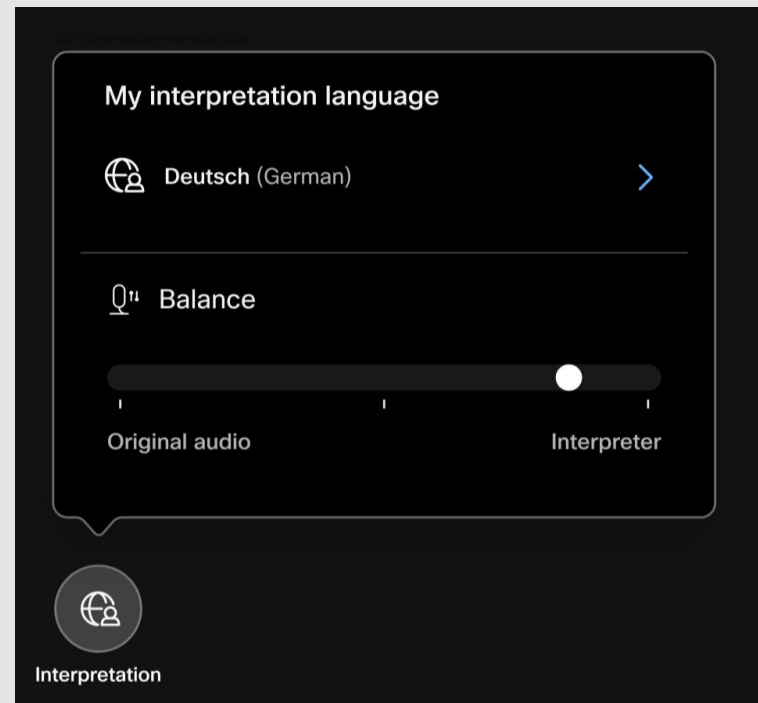 My interpretation language
Deutsch (German)
Balance
Original audio
Interpreter
Interpretation